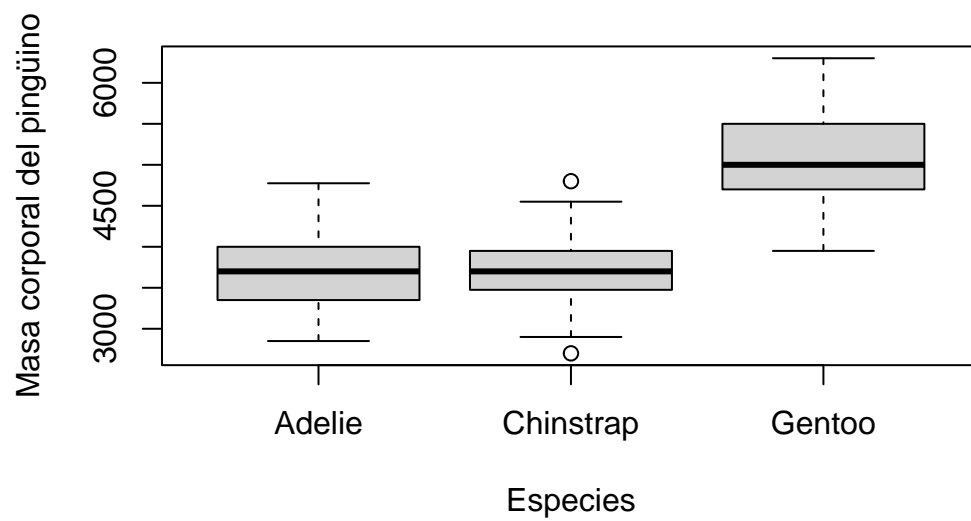 Masa corporal del pingüino
6000
4500
3000
Adelie
Chinstrap
Gentoo
Especies